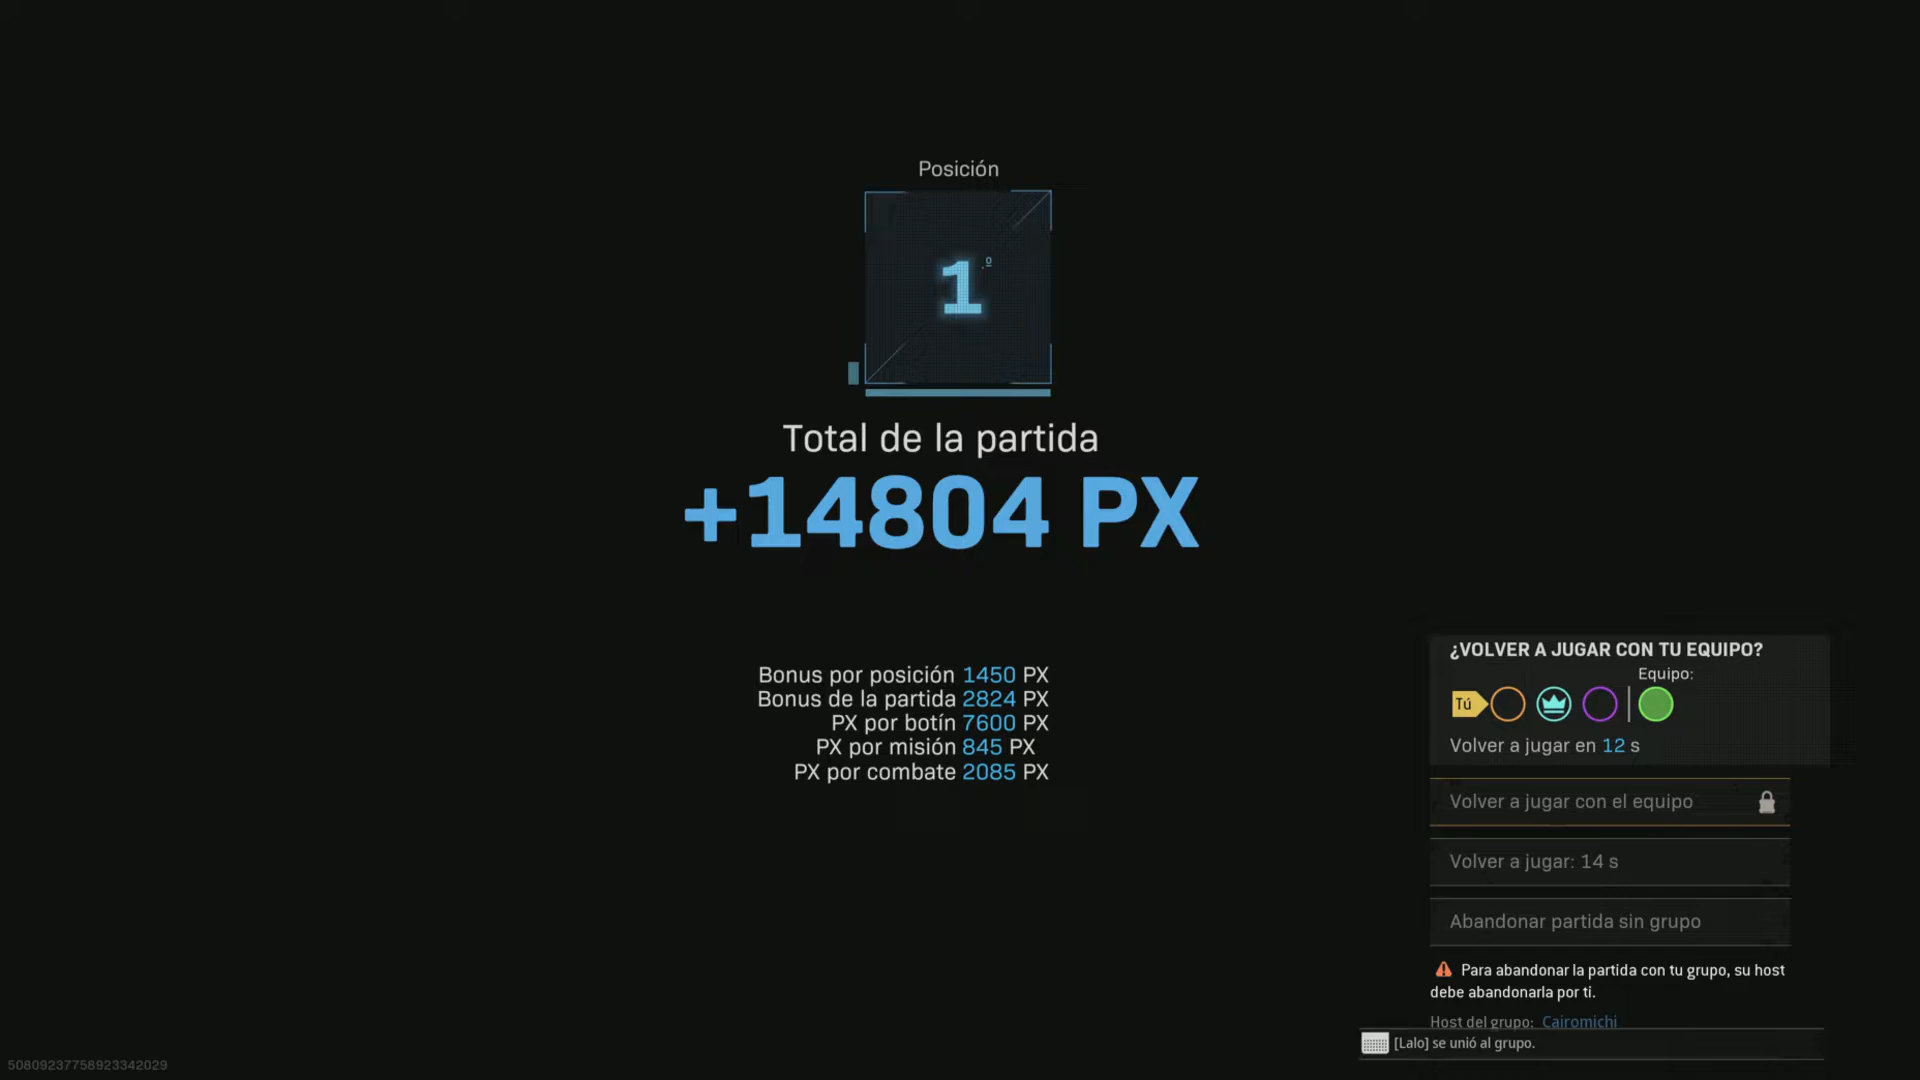 Posición
1.º
Total de la partida
+14804 PX
Bonus por posición 1450 PX
Bonus de la partida 2824 PX
PX por botín 7600 PX
PX por misión 845 PX
PX por combate 2085 PX
¿VOLVER A JUGAR CON TU EQUIPO?
Equipo:
Tú
Volver a jugar en 12 s
Volver a jugar con el equipo
Volver a jugar: 14 s
Abandonar partida sin grupo
Para abandonar la partida con tu grupo, su host
debe abandonarla por ti.
Host del grupo: Cairomichi
[Lalo] se unió al grupo.
50809237758923342029